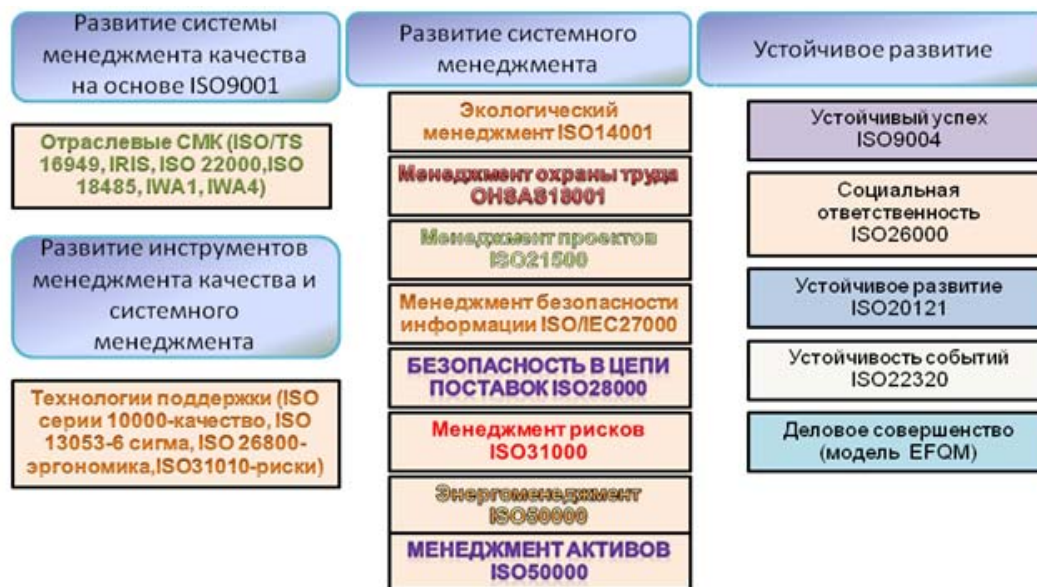 Развитие системы
менеджмента качества
на основе ISO9001
Отраслевые СМК (ISO/TS
16949, IRIS, ISO 22000,ISO
18485, IWA1, IWA4)
Развитие инструментов
менеджмента качества и
системного
менеджмента
Технологии поддержки (ISO
серии 10000-качество, ISO
13053-6 сигма, ISO 26800-
эргономика,ISO31010-риски)
Развитие системного
менеджмента
Экологический
менеджмент ISO14001
Менеджмент охраны труда
OHSAS18001
Менеджмент проектов
ISO21500
Менеджмент безопасности
информации ISO/IEC27000
БЕЗОПАСНОСТЬ В ЦЕПИ
ПОСТАВОК ISO28000
Менеджмент рисков
ISO31000
Энергоменеджмент
ISO50000
МЕНЕДЖМЕНТ АКТИВОВ
ISO50000
Устойчивое развитие
Устойчивый успех
ISO9004
Социальная
ответственность
ISO26000
Устойчивое развитие
ISO20121
Устойчивость событий
ISO22320
Деловое совершенство
(модель EFQM)